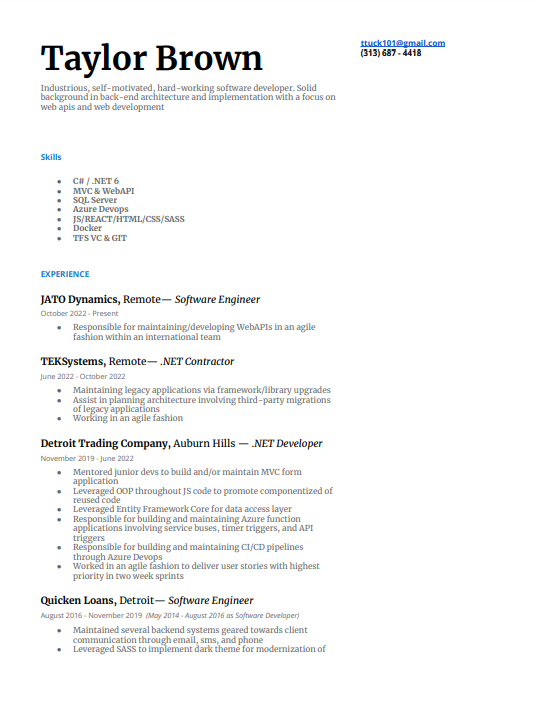 Taylor Brown
ttuck101@gmail.com
(313) 687 - 4418
Industrious, self-motivated, hard-working software developer. Solid
background in back-end architecture and implementation with a focus on
web apis and web development
Skills
● C# / .NET 6
● MVC & WebAPI
● SQL Server
● Azure Devops
● JS/REACT/HTML/CSS/SASS
● Docker
● TFS VC & GIT
EXPERIENCE
JATO Dynamics, Remote— Software Engineer
October 2022 - Present
● Responsible for maintaining/developing WebAPIs in an agile
fashion within an international team
TEKSystems, Remote— .NET Contractor
June 2022 - October 2022
● Maintaining legacy applications via framework/library upgrades
● Assist in planning architecture involving third-party migrations
of legacy applications
● Working in an agile fashion
Detroit Trading Company, Auburn Hills — .NET Developer
November 2019 - June 2022
● Mentored junior devs to build and/or maintain MVC form
application
● Leveraged OOP throughout JS code to promote componentized of
reused code
● Leveraged Entity Framework Core for data access layer
● Responsible for building and maintaining Azure function
applications involving service buses, timer triggers, and API
triggers
● Responsible for building and maintaining CI/CD pipelines
through Azure Devops
● Worked in an agile fashion to deliver user stories with highest
priority in two week sprints
Quicken Loans, Detroit— Software Engineer
August 2016 - November 2019 (May 2014 - August 2016 as Software Developer)
● Maintained several backend systems geared towards client
communication through email, sms, and phone
● Leveraged SASS to implement dark theme for modernization of